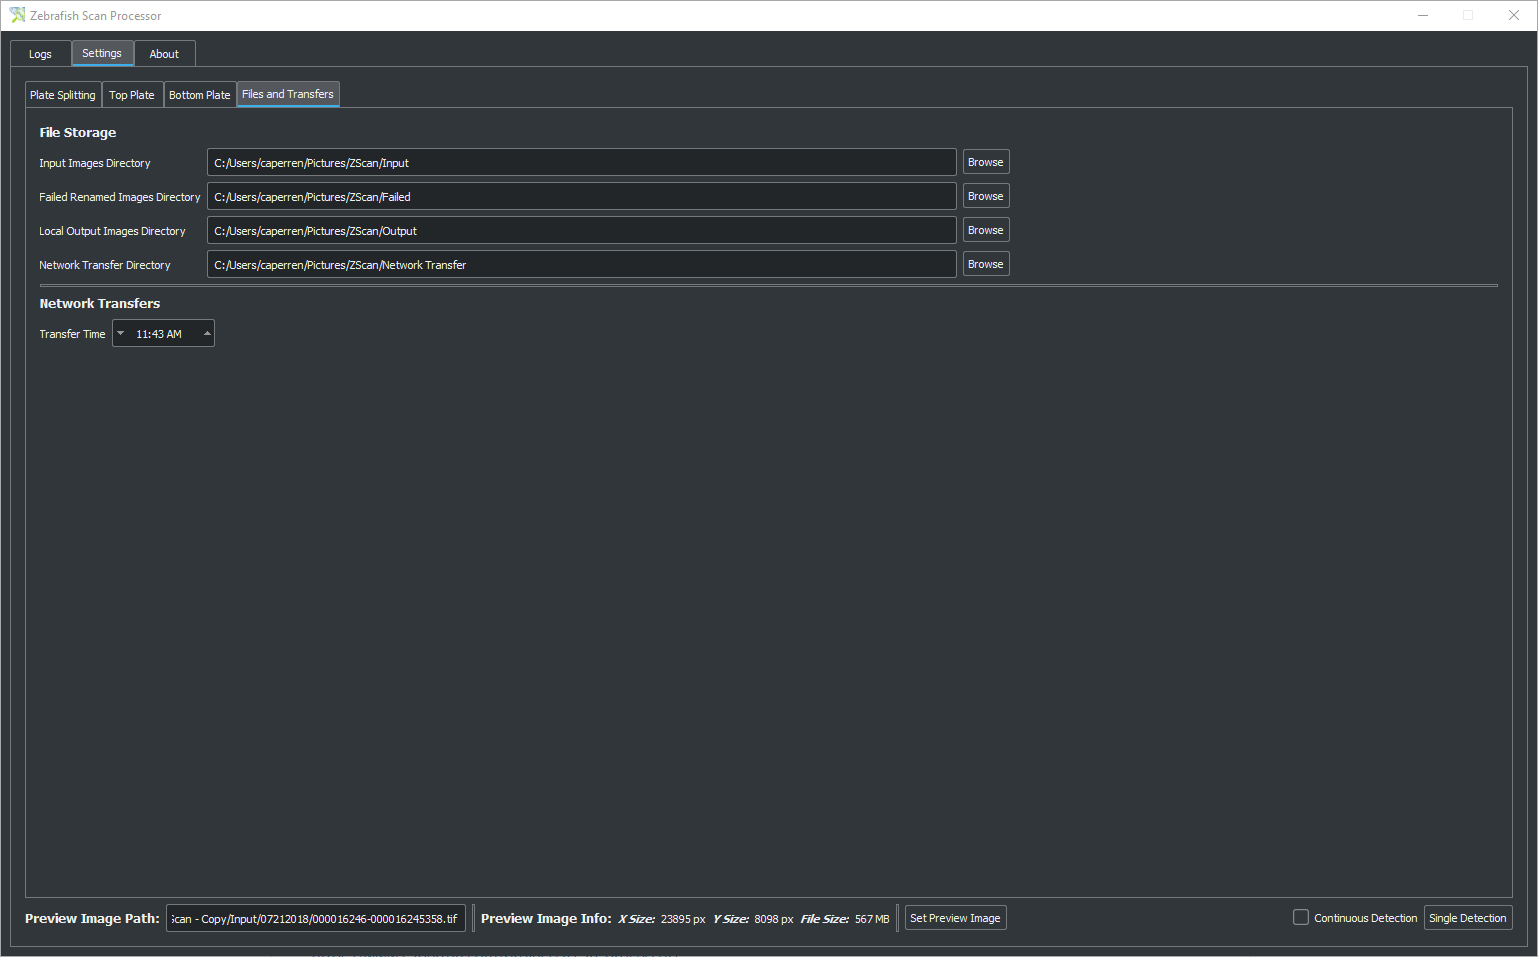 Zebrafish Scan Processor
Logs Settings About
Plate Splitting Top Plate Bottom Plate Files and Transfers
File Storage
Input Images Directory C:/Users/caperren/Pictures/ZScan/Input Browse
Failed Renamed Images Directory C:/Users/caperren/Pictures/ZScan/Failed Browse
Local Output Images Directory C:/Users/caperren/Pictures/ZScan/Output Browse
Network Transfer Directory C:/Users/caperren/Pictures/ZScan/Network Transfer Browse
Network Transfers
Transfer Time 11:43 AM
Preview Image Path: Scan - Copy/Input/07212018/000016246-000016245358.tif Preview Image Info: X Size: 23895 px Y Size: 8098 px File Size: 567 MB Set Preview Image Continuous Detection Single Detection